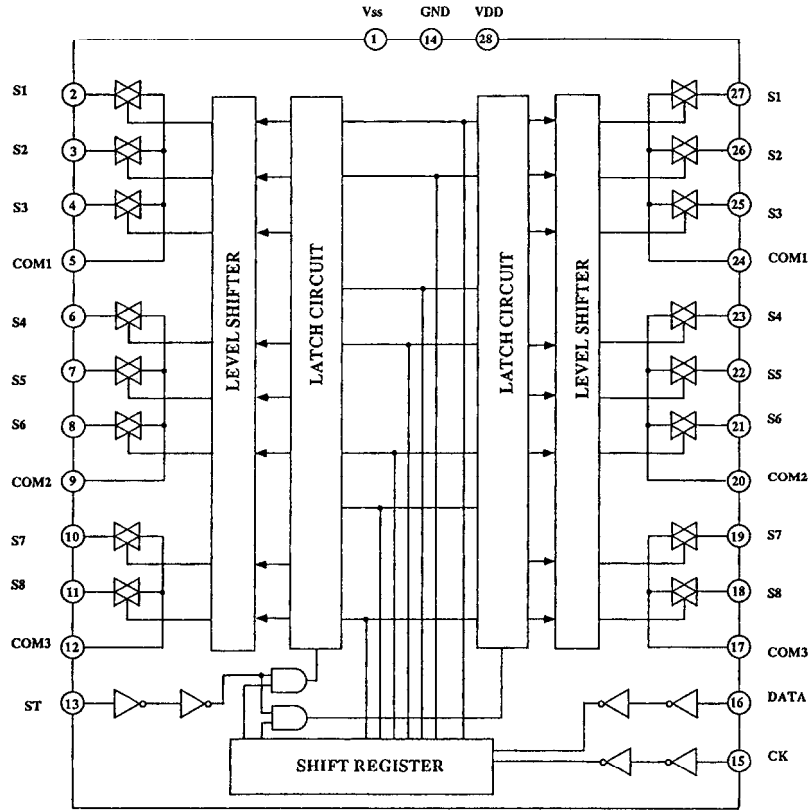 Vss GND VDD
1 14 28
S1 2 27 S1
S2 3 26 S2
S3 4 25 S3
COM1 5 24 COM1
S4 6 23 S4
S5 7 22 S5
S6 8 21 S6
COM2 9 20 COM2
S7 10 19 S7
S8 11 18 S8
COM3 12 17 COM3
LEVEL SHIFTER
LATCH CIRCUIT
LATCH CIRCUIT
LEVEL SHIFTER
ST 13 16 DATA
SHIFT REGISTER
15 CK